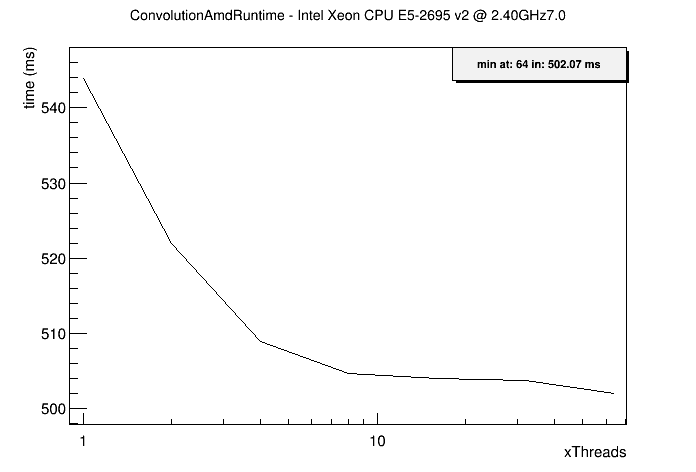 ConvolutionAmdRuntime - Intel Xeon CPU E5-2695 v2 @ 2.40GHz7.0
min at: 64 in: 502.07 ms
time (ms)
540
530
520
510
500
1
10
xThreads